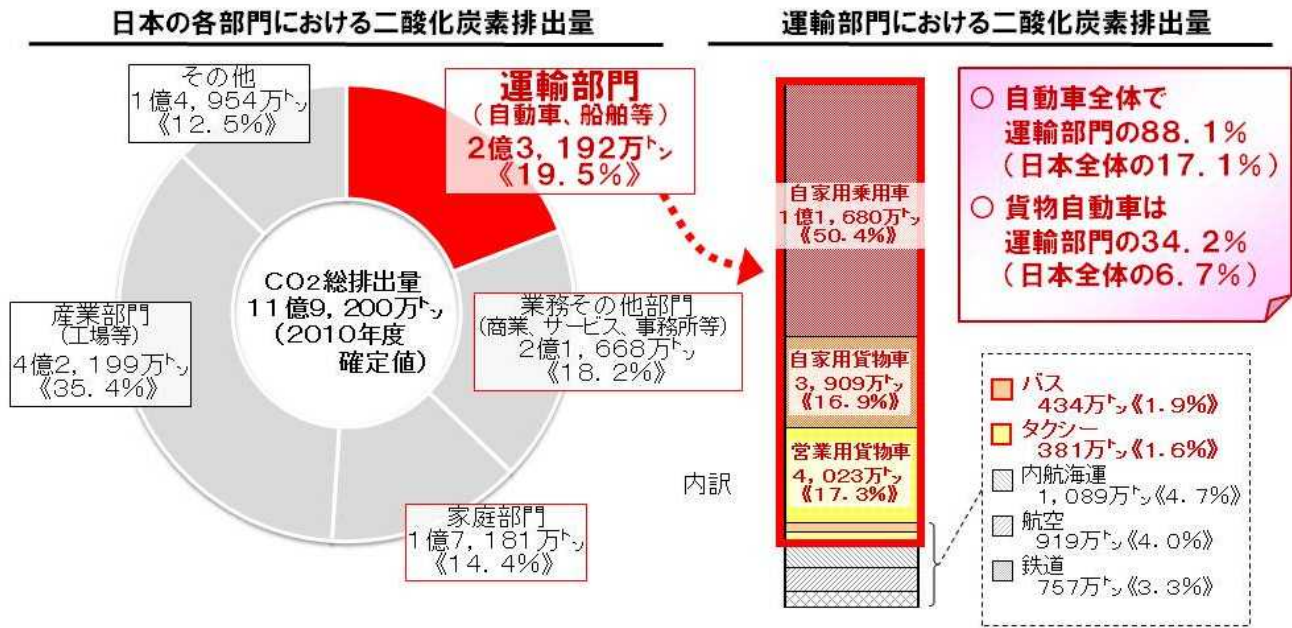 日本の各部門における二酸化炭素排出量
その他
1億4, 954万トン
《12. 5%》
運輸部門
(自動車、船舶等)
2億3, 192万トン
《19. 5%》
CO2総排出量
11億9, 200万トン
(2010年度
確定値)
産業部門
(工場等)
4億2, 199万トン
《35. 4%》
業務その他部門
(商業、サービス、事務所等)
2億1, 668万トン
《18. 2%》
家庭部門
1億7, 181万トン
《14. 4%》
運輸部門における二酸化炭素排出量
自家用乗用車
1億1, 680万トン
《50. 4%》
自家用貨物車
3, 909万トン
《16. 9%》
営業用貨物車
4, 023万トン
《17. 3%》
内訳
○ 自動車全体で
運輸部門の88. 1%
(日本全体の17. 1%)
○ 貨物自動車は
運輸部門の34. 2%
(日本全体の6. 7%)
バス
434万トン《1. 9%》
タクシー
381万トン《1. 6%》
内航海運
1, 089万トン《4. 7%》
航空
919万トン《4. 0%》
鉄道
757万トン《3. 3%》